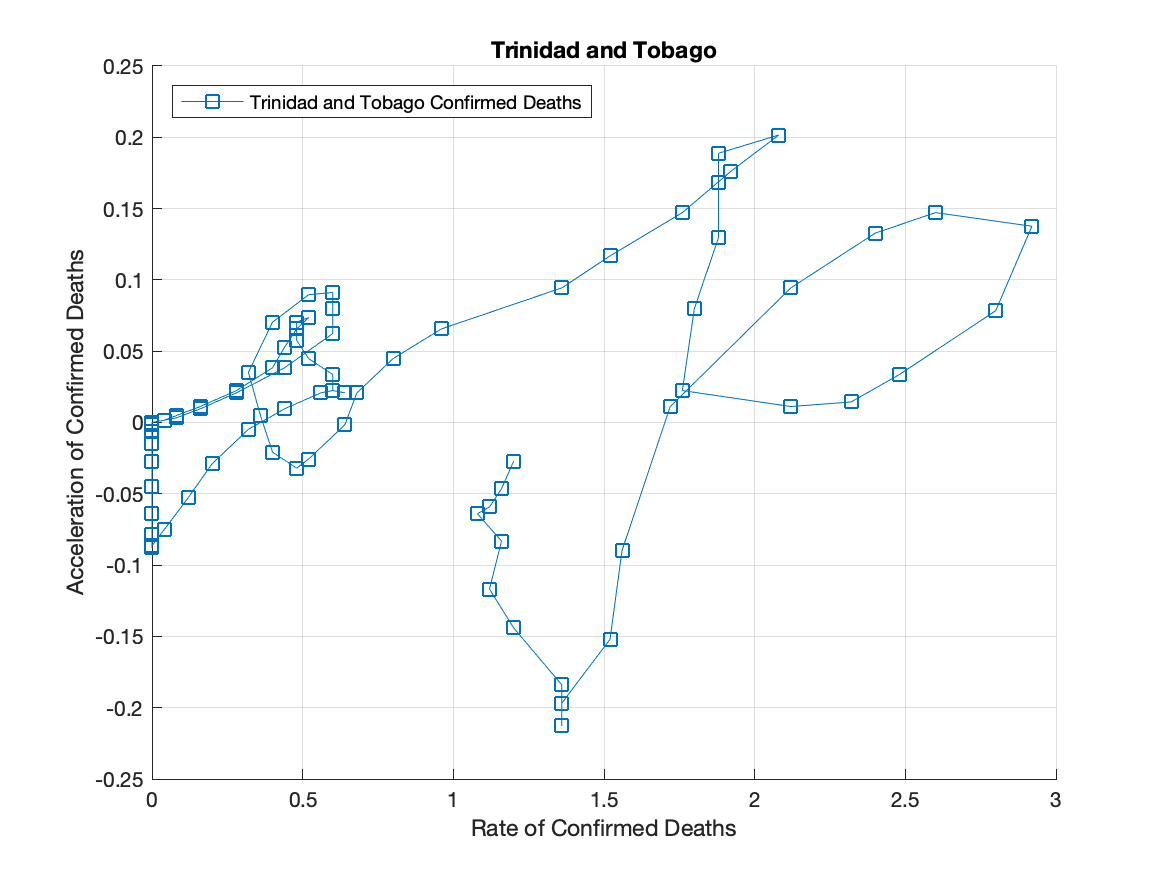 Trinidad and Tobago
0.25
Trinidad and Tobago Confirmed Deaths
0.2
0.15
0.1
0.05
0
-0.05
-0.1
-0.15
-0.2
-0.25
Acceleration of Confirmed Deaths
0 0.5 1 1.5 2 2.5 3
Rate of Confirmed Deaths